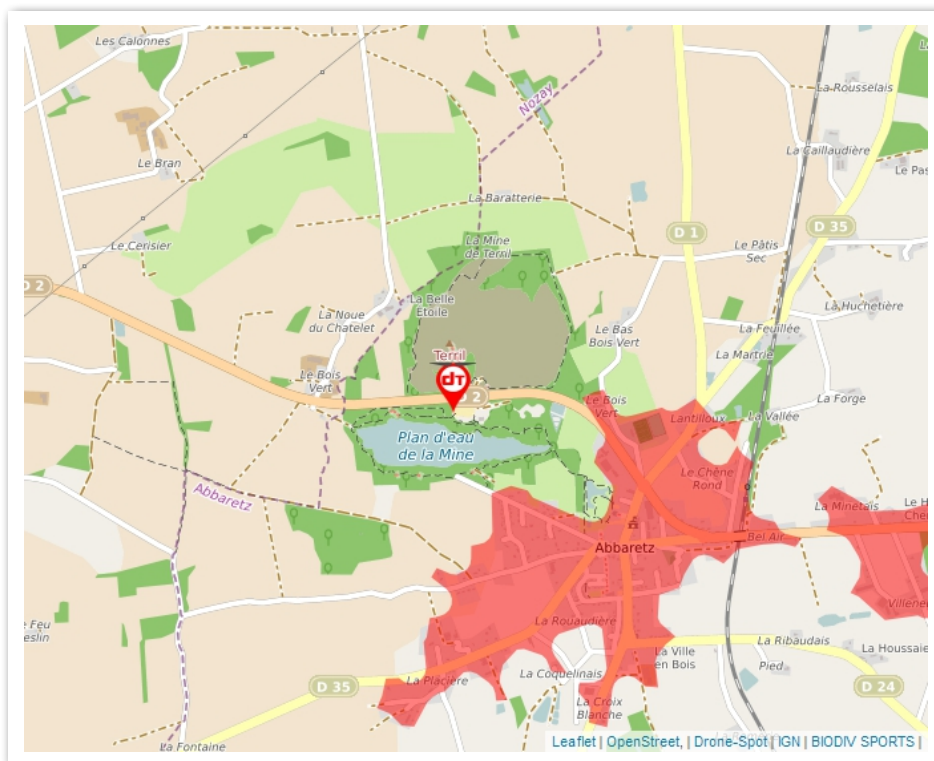 Les Calonnes
La Rousselais
Nozay
Le Bran
La Caillaudière
Le Pas
La Baratterie
D 1
D 35
Le Cerisier
La Mine
de Terril
Le Pâtis
Sec
D 2
La Belle
Etoile
La Huchetière
La Noue
du Chatelet
Le Bas
Bois Vert
La Feuillée
Terril
La Martrie
Le Bois
Vert
DT
D 2
Le Bois
Vert
La Forge
Lantilloux
La Vallée
Plan d'eau
de la Mine
Le Chêne
Rond
Abbaretz
La Minetais
Le H
Che
Bel Air
Abbaretz
Villene
La Rouaudière
La Ribaudais
La Houssaie
La Ville
en Bois
Pied
La Coquelinais
La Placière
D 35
D 24
La Croix
Blanche
La Fontaine
Leaflet | OpenStreet, | Drone-Spot | IGN | BIODIV SPORTS |